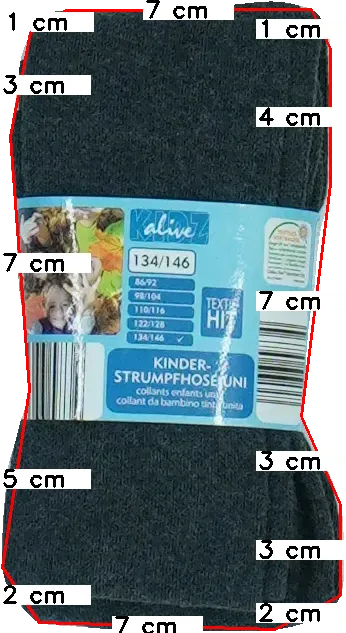 7 cm
1 cm
1 cm
3 cm
4 cm
KIDZ
alive
134/146
86/92
98/104
110/116
122/128
134/146 ✓
7 cm
7 cm
HIT
KINDER-
STRUMPFHOSE UNI
collants enfants uni
collant da bambino tinta unita
3 cm
5 cm
3 cm
2 cm
2 cm
7 cm